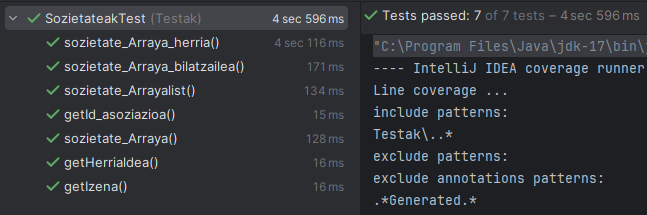 SozietateakTest (Testak) 4 sec 596 ms
sozietate_Arraya_herria() 4 sec 116 ms
sozietate_Arraya_bilatzailea() 171 ms
sozietate_Arrayalist() 134 ms
getId_asoziazioa() 15 ms
sozietate_Arraya() 128 ms
getHerrialdea() 16 ms
getIzena() 16 ms
Tests passed: 7 of 7 tests – 4 sec 596 ms
"C:\Program Files\Java\jdk-17\bin\
---- IntelliJ IDEA coverage runner
Line coverage ...
include patterns:
Testak\..*
exclude patterns:
exclude annotations patterns:
.*Generated.*